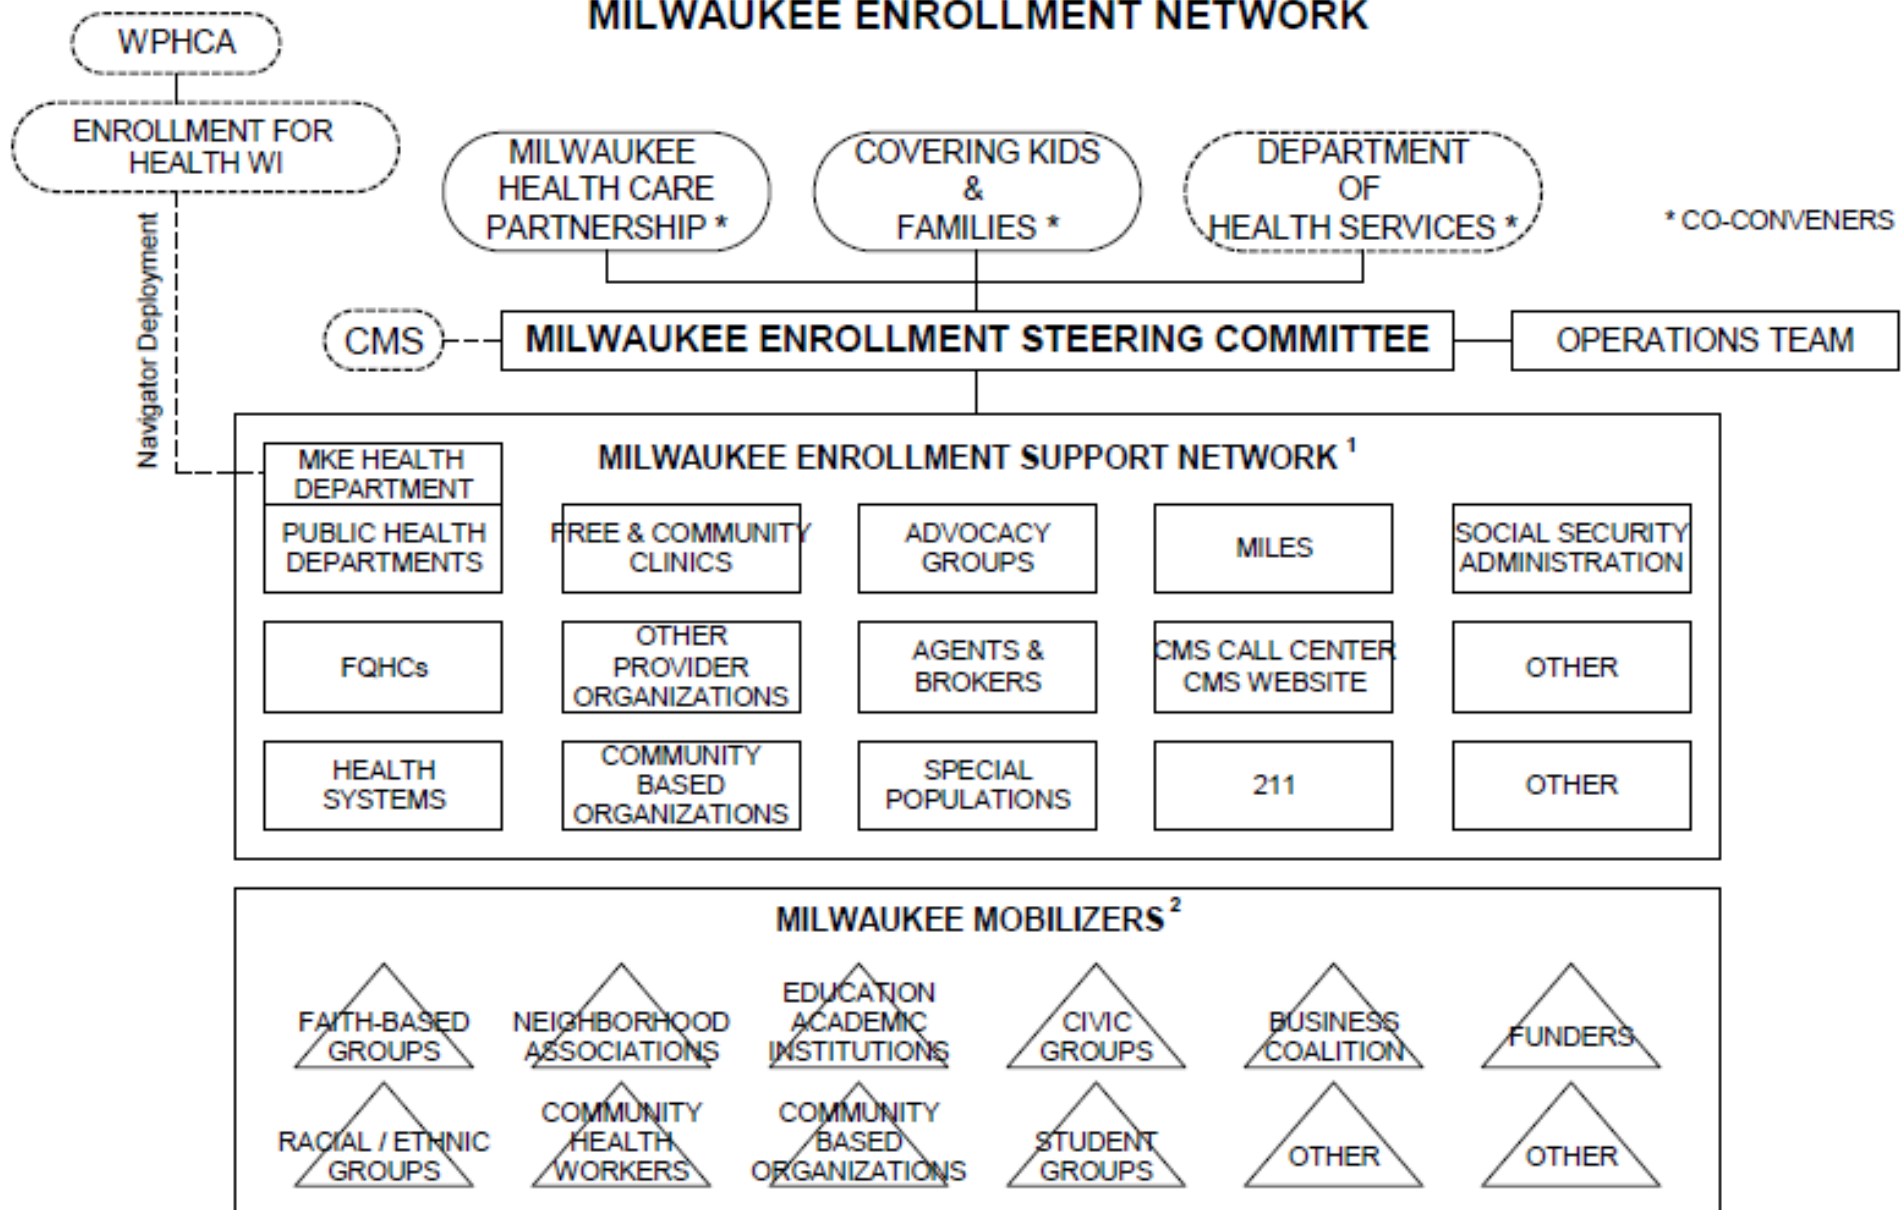 MILWAUKEE ENROLLMENT NETWORK
WPHCA
ENROLLMENT FOR
HEALTH WI
MILWAUKEE
HEALTH CARE
PARTNERSHIP *
COVERING KIDS
&
FAMILIES *
DEPARTMENT
OF
HEALTH SERVICES *
* CO-CONVENERS
Navigator Deployment
CMS
MILWAUKEE ENROLLMENT STEERING COMMITTEE
OPERATIONS TEAM
MILWAUKEE ENROLLMENT SUPPORT NETWORK 1
MKE HEALTH
DEPARTMENT
PUBLIC HEALTH
DEPARTMENTS
FREE & COMMUNITY
CLINICS
ADVOCACY
GROUPS
MILES
SOCIAL SECURITY
ADMINISTRATION
FQHCs
OTHER
PROVIDER
ORGANIZATIONS
AGENTS &
BROKERS
CMS CALL CENTER
CMS WEBSITE
OTHER
HEALTH
SYSTEMS
COMMUNITY
BASED
ORGANIZATIONS
SPECIAL
POPULATIONS
211
OTHER
MILWAUKEE MOBILIZERS 2
FAITH-BASED
GROUPS
NEIGHBORHOOD
ASSOCIATIONS
EDUCATION
ACADEMIC
INSTITUTIONS
CIVIC
GROUPS
BUSINESS
COALITION
FUNDERS
RACIAL / ETHNIC
GROUPS
COMMUNITY
HEALTH
WORKERS
COMMUNITY
BASED
ORGANIZATIONS
STUDENT
GROUPS
OTHER
OTHER